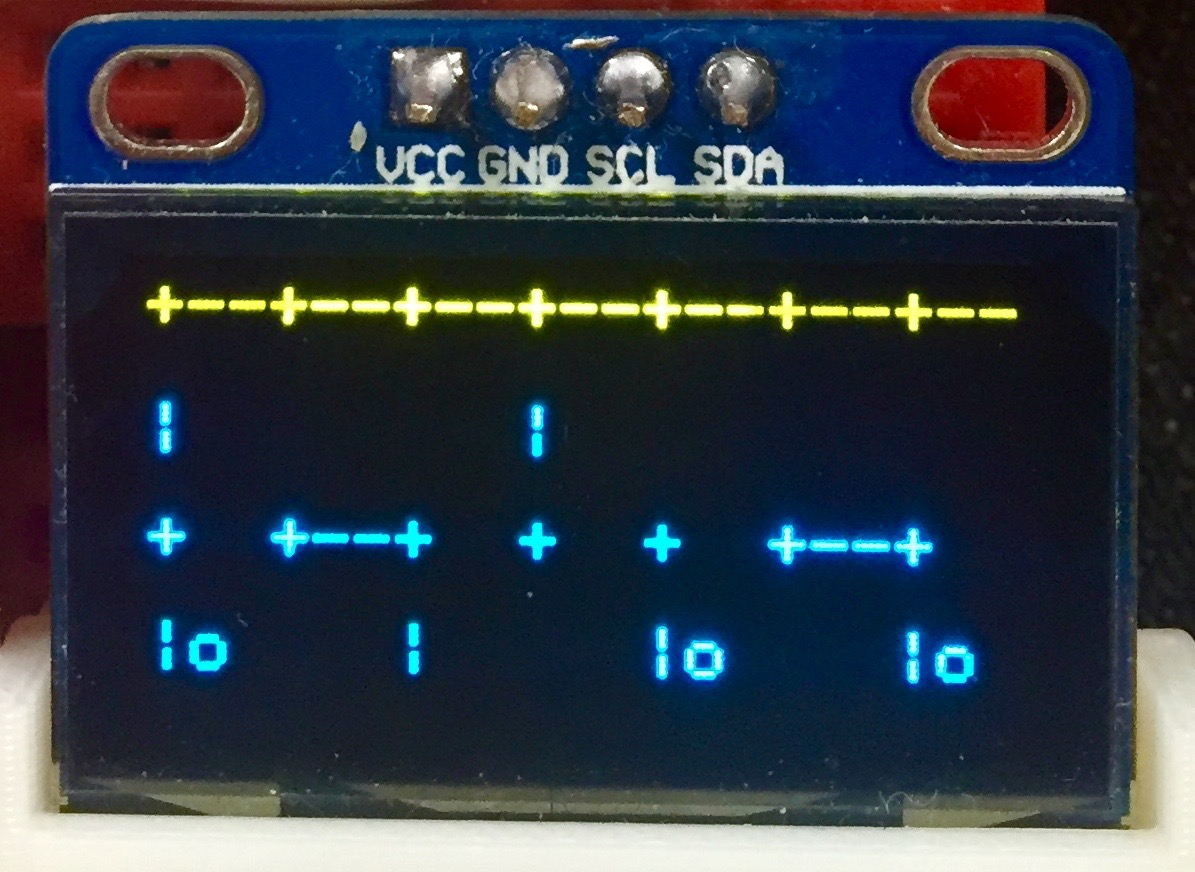 VCC GND SCL SDA
+--+--+--+--+--+--+--
|        |
+  +--+  +  +  +--+
|o    |     |o    |o